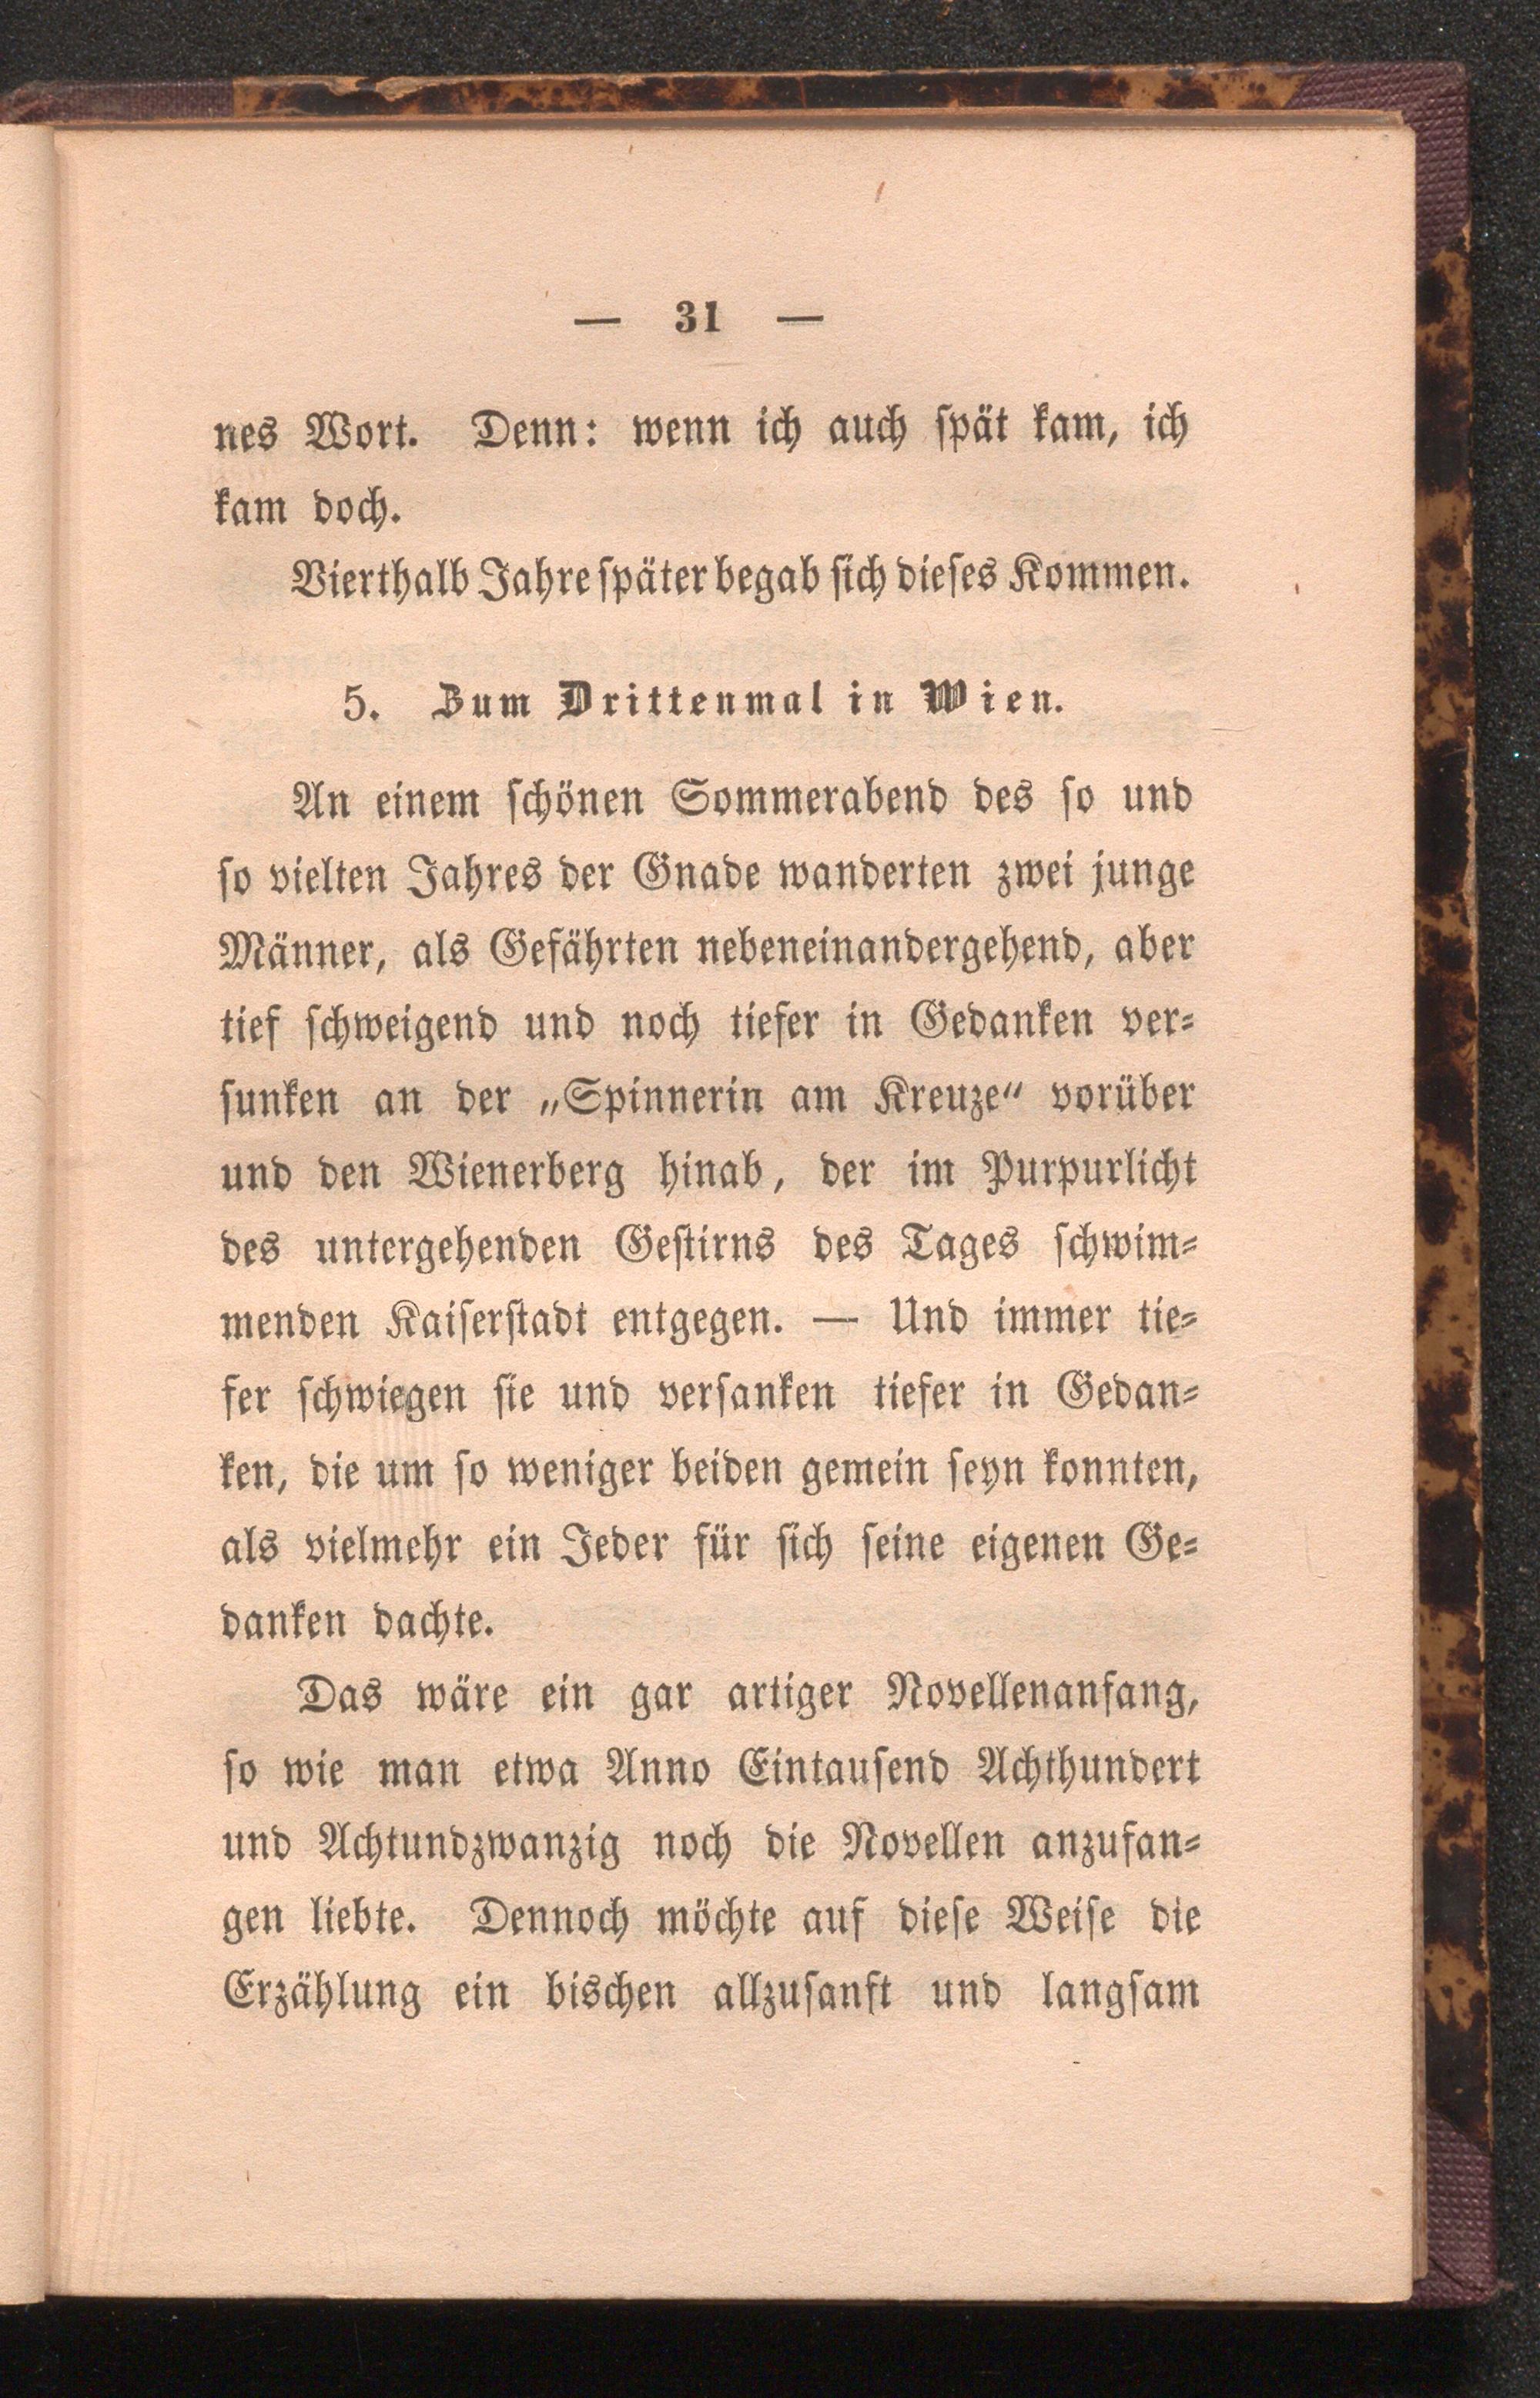 — 31 —
nes Wort. Denn: wenn ich auch ſpät kam, ich
kam doch.
Vierthalb Jahre ſpäter begab ſich dieſes Kommen.
5. Zum Drittenmal in Wien.
An einem ſchönen Sommerabend des ſo und
ſo vielten Jahres der Gnade wanderten zwei junge
Männer, als Gefährten nebeneinandergehend, aber
tief ſchweigend und noch tiefer in Gedanken ver⸗
ſunken an der „Spinnerin am Kreuze“ vorüber
und den Wienerberg hinab, der im Purpurlicht
des untergehenden Geſtirns des Tages ſchwim⸗
menden Kaiſerſtadt entgegen. — Und immer tie⸗
fer ſchwiegen ſie und verſanken tiefer in Gedan⸗
ken, die um ſo weniger beiden gemein ſeyn konnten,
als vielmehr ein Jeder für ſich ſeine eigenen Ge⸗
danken dachte.
Das wäre ein gar artiger Novellenanfang,
ſo wie man etwa Anno Eintauſend Achthundert
und Achtundzwanzig noch die Novellen anzufan⸗
gen liebte. Dennoch möchte auf dieſe Weiſe die
Erzählung ein bischen allzuſanft und langſam